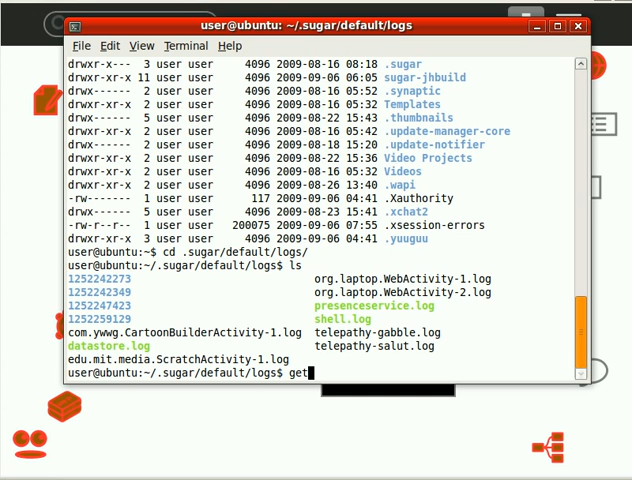 user@ubuntu: ~/.sugar/default/logs
File Edit View Terminal Help
drwxr-x--- 3 user user 4096 2009-08-16 08:18 .sugar
drwxr-xr-x 11 user user 4096 2009-09-06 06:05 sugar-jhbuild
drwx------ 2 user user 4096 2009-08-16 05:52 .synaptic
drwxr-xr-x 2 user user 4096 2009-08-16 05:32 Templates
drwx------ 5 user user 4096 2009-08-22 15:43 .thumbnails
drwxr-xr-x 2 user user 4096 2009-08-16 05:42 .update-manager-core
drwxr-xr-x 2 user user 4096 2009-08-18 15:20 .update-notifier
drwxr-xr-x 2 user user 4096 2009-08-22 15:36 Video Projects
drwxr-xr-x 2 user user 4096 2009-08-16 05:32 Videos
drwxr-xr-x 2 user user 4096 2009-08-26 13:40 .wapi
-rw------- 1 user user 117 2009-09-06 04:41 .Xauthority
drwx------ 5 user user 4096 2009-08-23 15:41 .xchat2
-rw-r--r-- 1 user user 200075 2009-09-06 07:55 .xsession-errors
drwxr-xr-x 3 user user 4096 2009-09-06 04:41 .yuuguu
user@ubuntu:~$ cd .sugar/default/logs/
user@ubuntu:~/.sugar/default/logs$ ls
1252242273 org.laptop.WebActivity-1.log
1252242349 org.laptop.WebActivity-2.log
1252247423 presenceservice.log
1252259129 shell.log
com.ywwg.CartoonBuilderActivity-1.log telepathy-gabble.log
datastore.log telepathy-salut.log
edu.mit.media.ScratchActivity-1.log
user@ubuntu:~/.sugar/default/logs$ get